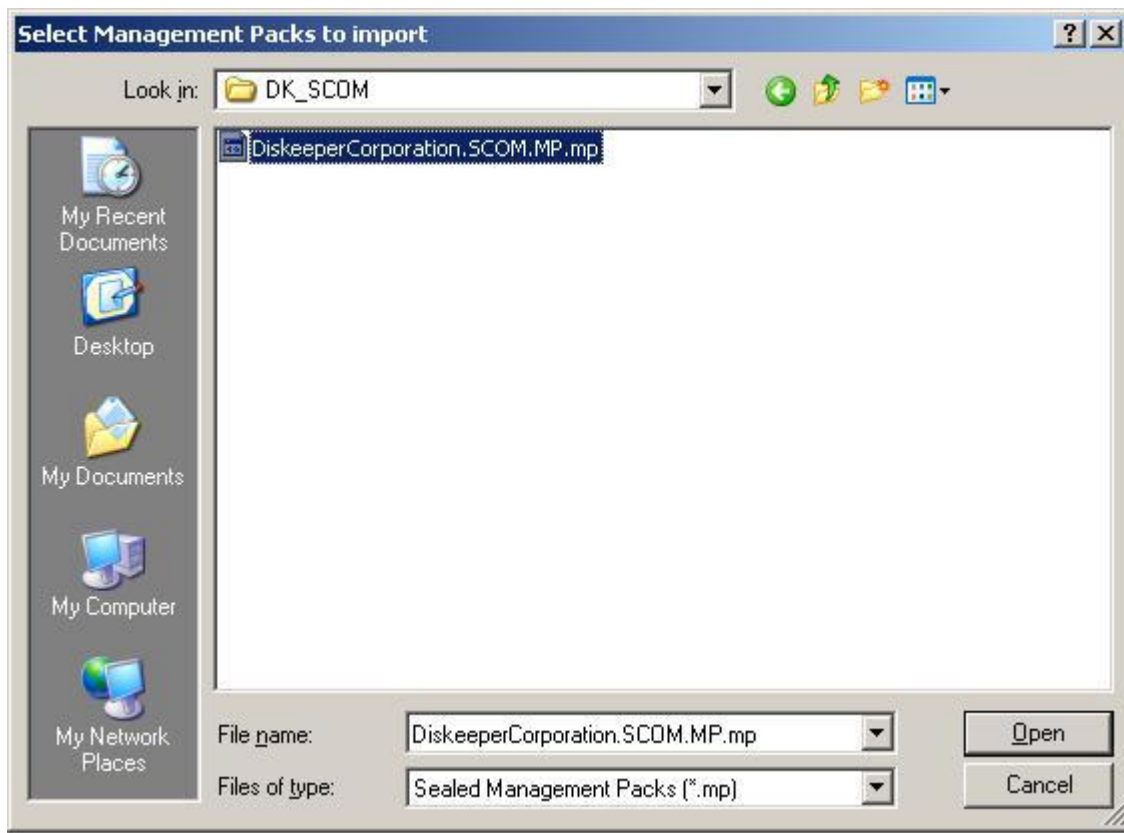 Select Management Packs to import
Look in:
DK_SCOM
DiskeeperCorporation.SCOM.MP.mp
My Recent
Documents
Desktop
My Documents
My Computer
My Network
Places
File name:
DiskeeperCorporation.SCOM.MP.mp
Open
Files of type:
Sealed Management Packs (*.mp)
Cancel